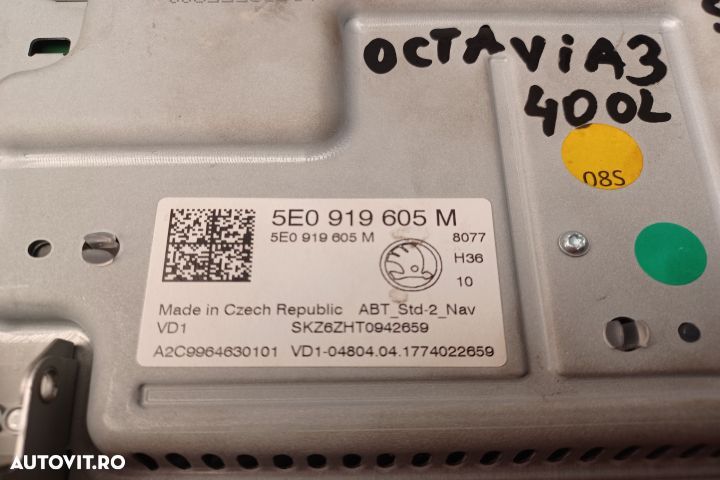 OCTAViA3
400L
08S
5E0 919 605 M
5E0 919 605 M
8077
H36
10
Made in Czech Republic ABT_Std-2_Nav
VD1 SKZ6ZHT0942659
A2C9964630101 VD1-04804.04.1774022659
AUTOVIT.RO